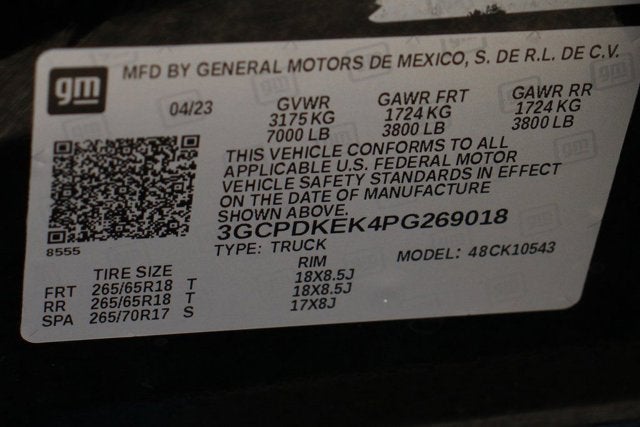 gm
MFD BY GENERAL MOTORS DE MEXICO, S. DE R.L. DE C.V.
04/23 GVWR GAWR FRT GAWR RR
3175 KG 1724 KG 1724 KG
7000 LB 3800 LB 3800 LB
THIS VEHICLE CONFORMS TO ALL
APPLICABLE U.S. FEDERAL MOTOR
VEHICLE SAFETY STANDARDS IN EFFECT
ON THE DATE OF MANUFACTURE
SHOWN ABOVE.
3GCPDKEK4PG269018
8555
TYPE: TRUCK MODEL: 48CK10543
TIRE SIZE RIM
FRT 265/65R18 T 18X8.5J
RR 265/65R18 T 18X8.5J
SPA 265/70R17 S 17X8J